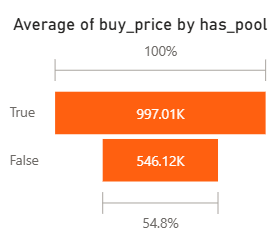 Average of buy_price by has_pool
100%
True 997.01K
False 546.12K
54.8%